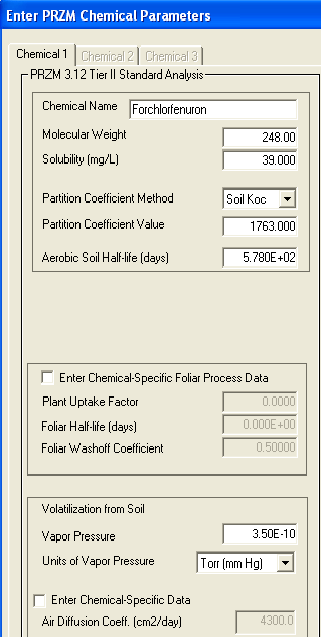 Enter PRZM Chemical Parameters
Chemical 1 Chemical 2 Chemical 3
PRZM 3.12 Tier II Standard Analysis
Chemical Name Forchlorfenuron
Molecular Weight 248.00
Solubility (mg/L) 39.000
Partition Coefficient Method Soil Koc
Partition Coefficient Value 1763.000
Aerobic Soil Half-life (days) 5.780E+02
Enter Chemical-Specific Foliar Process Data
Plant Uptake Factor 0.0000
Foliar Half-life (days) 0.000E+00
Foliar Washoff Coefficient 0.50000
Volatilization from Soil
Vapor Pressure 3.50E-10
Units of Vapor Pressure Torr (mm Hg)
Enter Chemical-Specific Data
Air Diffusion Coeff. (cm2/day) 4300.0